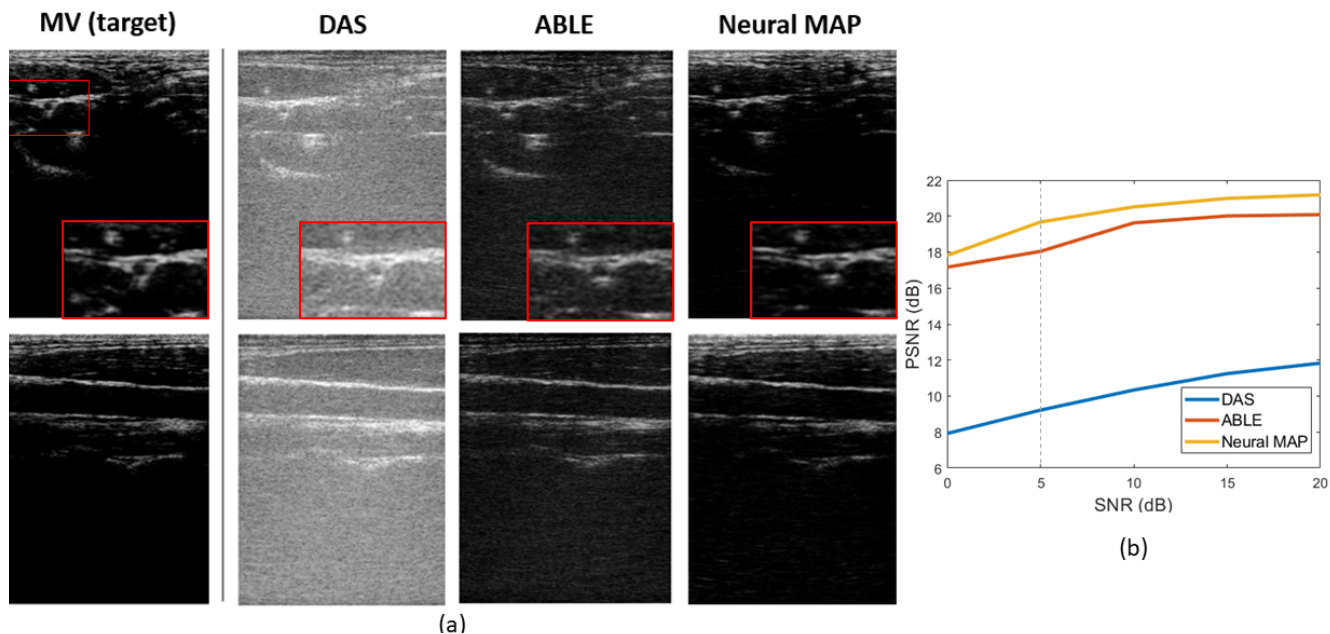 MV (target)
DAS
ABLE
Neural MAP
(a)
22
20
18
16
14
12
10
8
6
PSNR (dB)
DAS
ABLE
Neural MAP
0
5
10
15
20
SNR (dB)
(b)